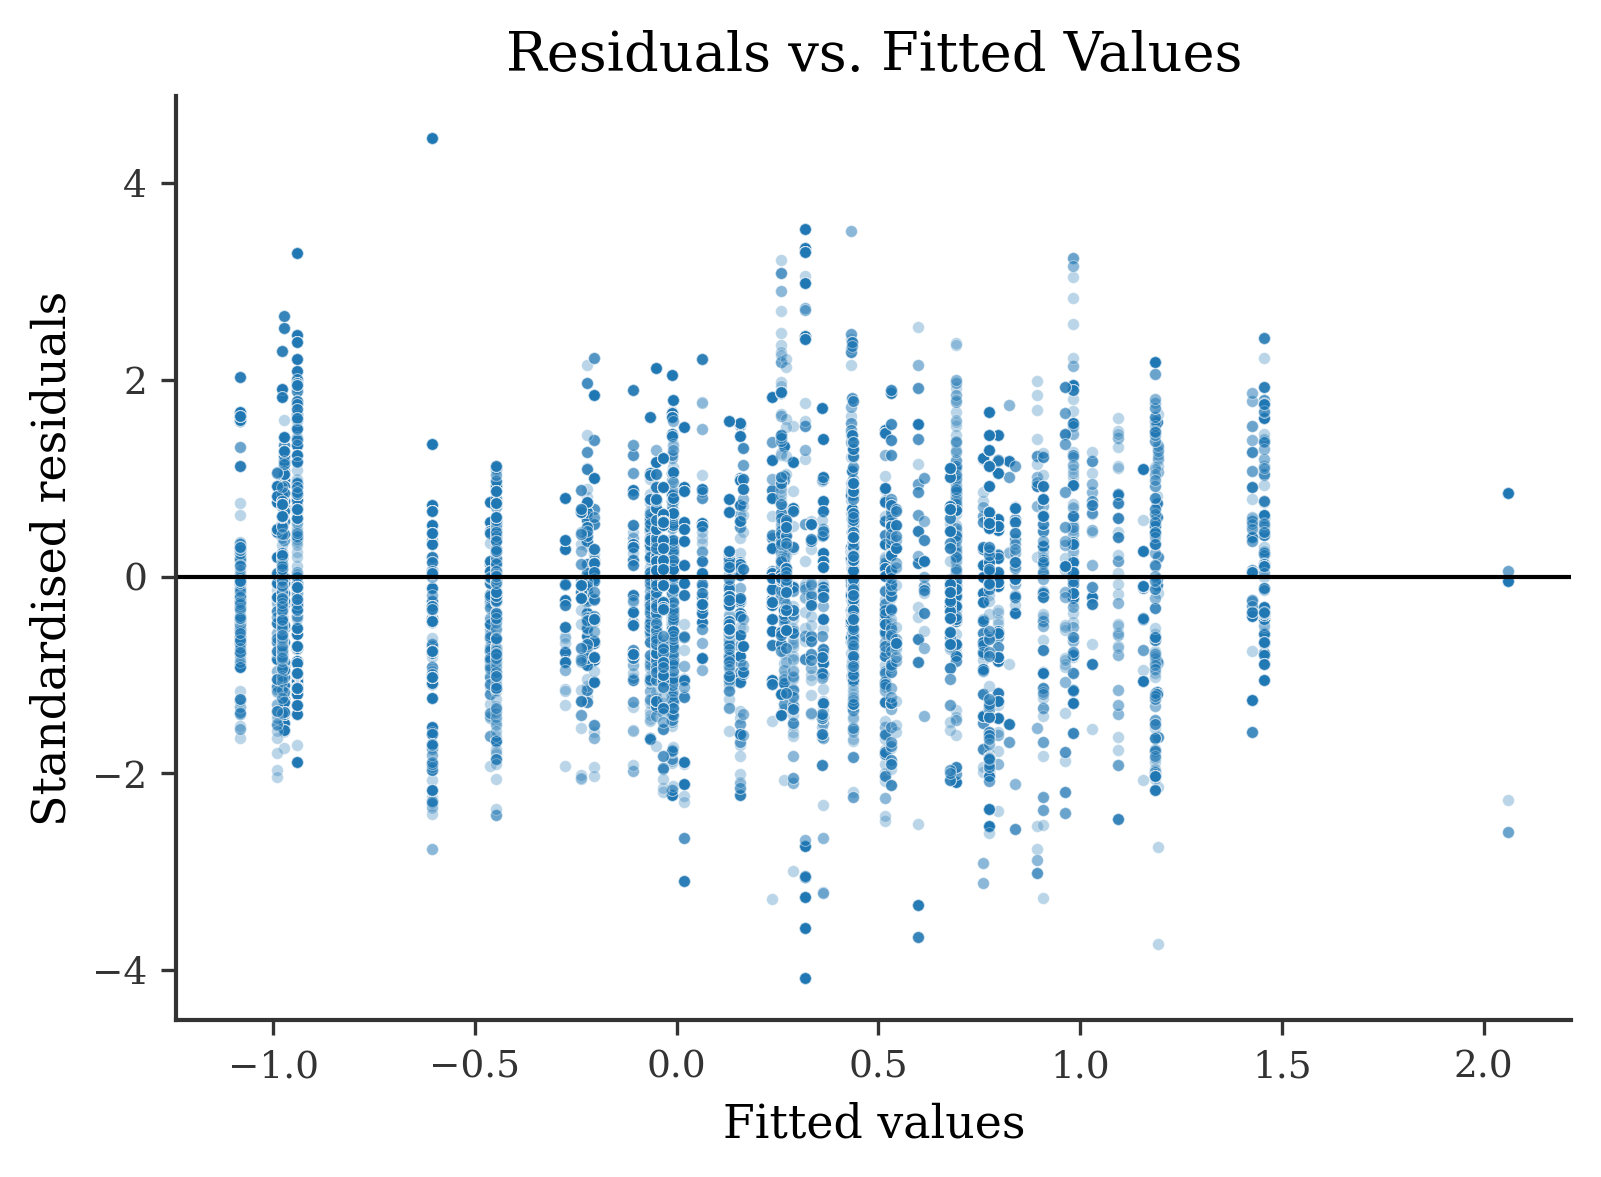 Residuals vs. Fitted Values
Standardised residuals
4
2
0
−2
−4
−1.0 −0.5 0.0 0.5 1.0 1.5 2.0
Fitted values